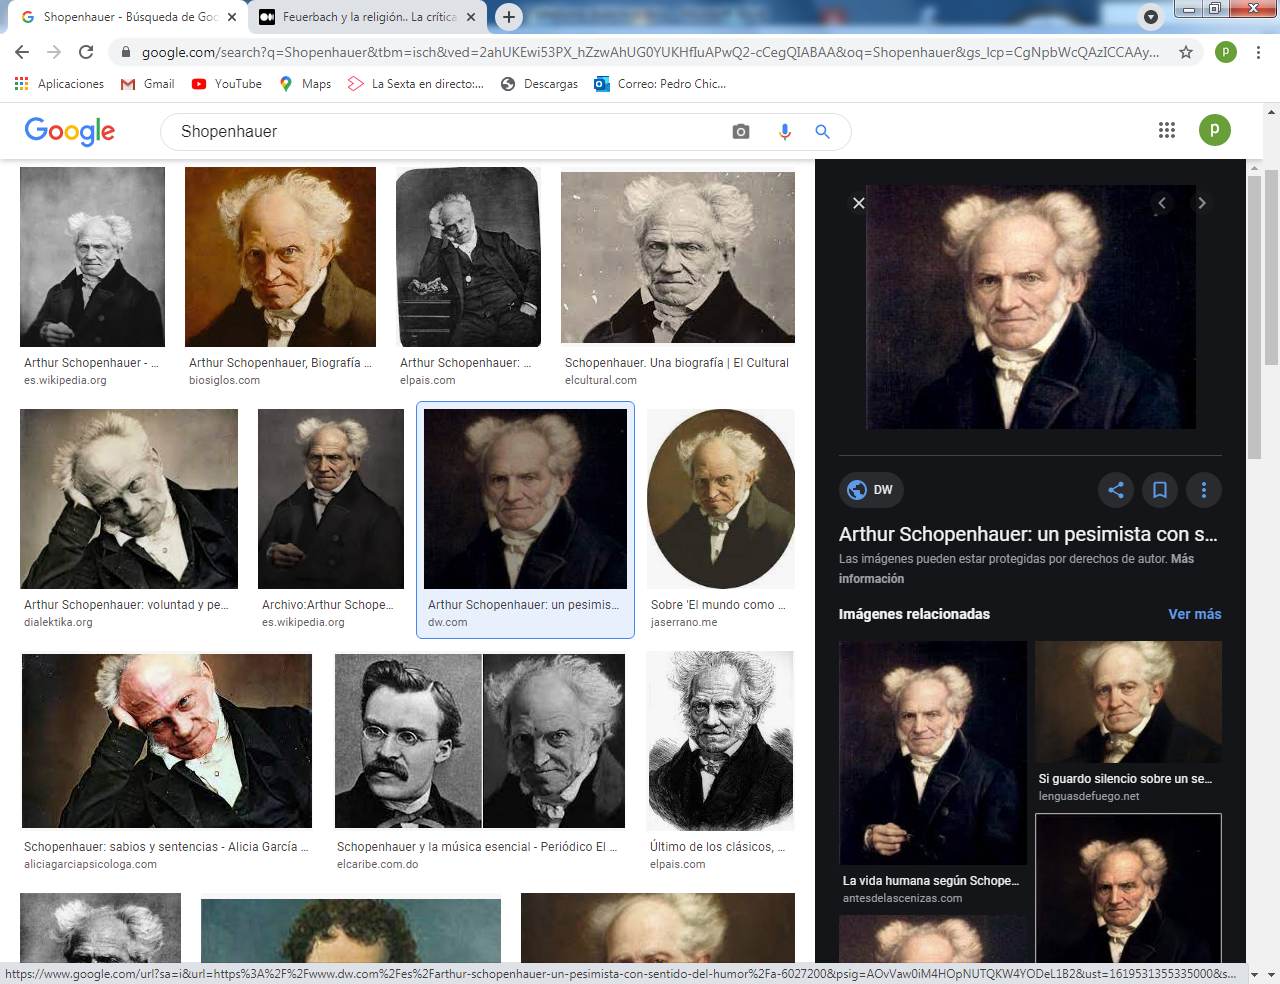 Shopenhauer - Búsqueda de Goo
Feuerbach y la religión.. La crítica
google.com/search?q=Shopenhauer&tbm=isch&ved=2ahUKEwi53PX_hZzwAhUG0YUKHfIuAPwQ2-cCegQIABAA&oq=Shopenhauer&gs_lcp=CgNpbWcQAzICCAAy...
p
Aplicaciones
Gmail
YouTube
Maps
La Sexta en directo:...
Descargas
Correo: Pedro Chic...
Google
Shopenhauer
p
Arthur Schopenhauer - ...
es.wikipedia.org
Arthur Schopenhauer, Biografía ...
biosiglos.com
Arthur Schopenhauer: ...
elpais.com
Schopenhauer. Una biografía | El Cultural
elcultural.com
Arthur Schopenhauer: voluntad y pe...
dialektika.org
Archivo:Arthur Schope...
es.wikipedia.org
Arthur Schopenhauer: un pesimis...
dw.com
Sobre 'El mundo como ...
jaserrano.me
Schopenhauer: sabios y sentencias - Alicia García ...
aliciagarciapsicologa.com
Schopenhauer y la música esencial - Periódico El ...
elcaribe.com.do
Último de los clásicos, ...
elpais.com
DW
Arthur Schopenhauer: un pesimista con s...
Las imágenes pueden estar protegidas por derechos de autor. Más
información
Imágenes relacionadas
Ver más
La vida humana según Schope...
antesdelascenizas.com
Si guardo silencio sobre un se...
lenguasdefuego.net
https://www.google.com/url?sa=i&url=https%3A%2F%2Fwww.dw.com%2Fes%2Farthur-schopenhauer-un-pesimista-con-sentido-del-humor%2Fa-6027200&psig=AOvVaw0iM4HOpNUTQKW4YODeL1B2&ust=1619531355335000&s...